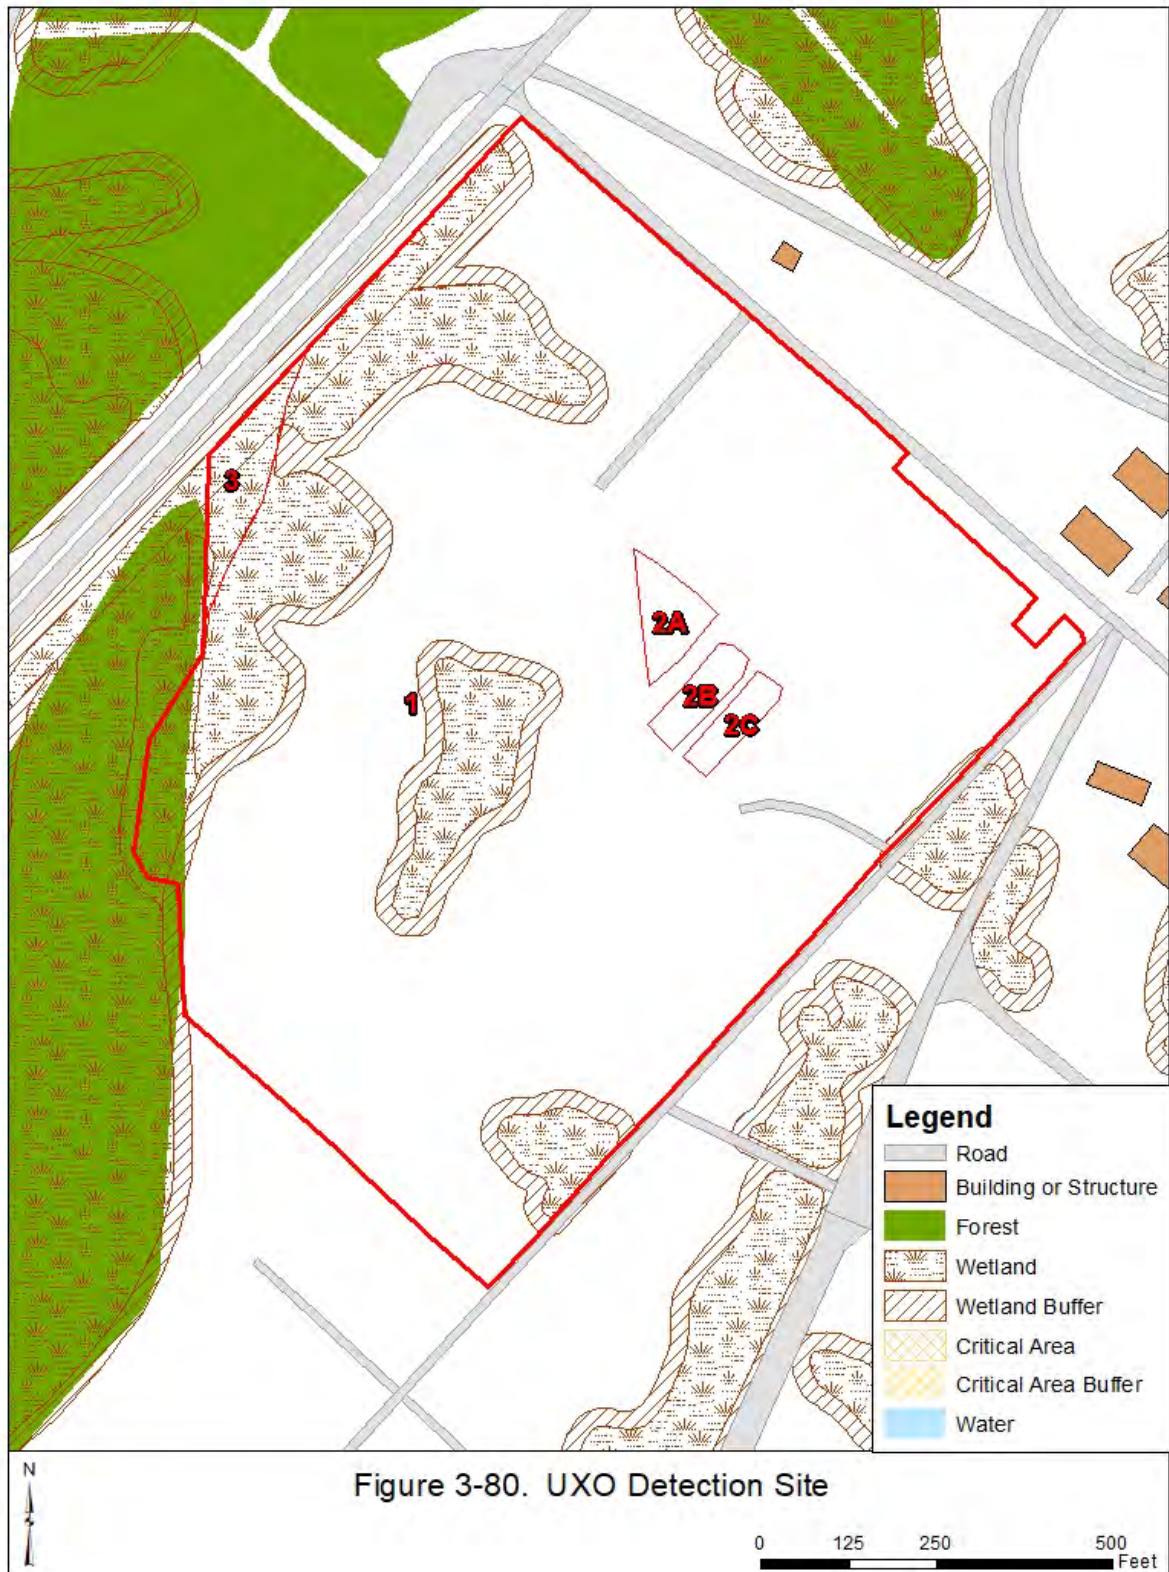 3
2A
2B
1
2C
Legend
Road
Building or Structure
Forest
Wetland
Wetland Buffer
Critical Area
Critical Area Buffer
Water
N
Figure 3-80. UXO Detection Site
0 125 250 500
Feet